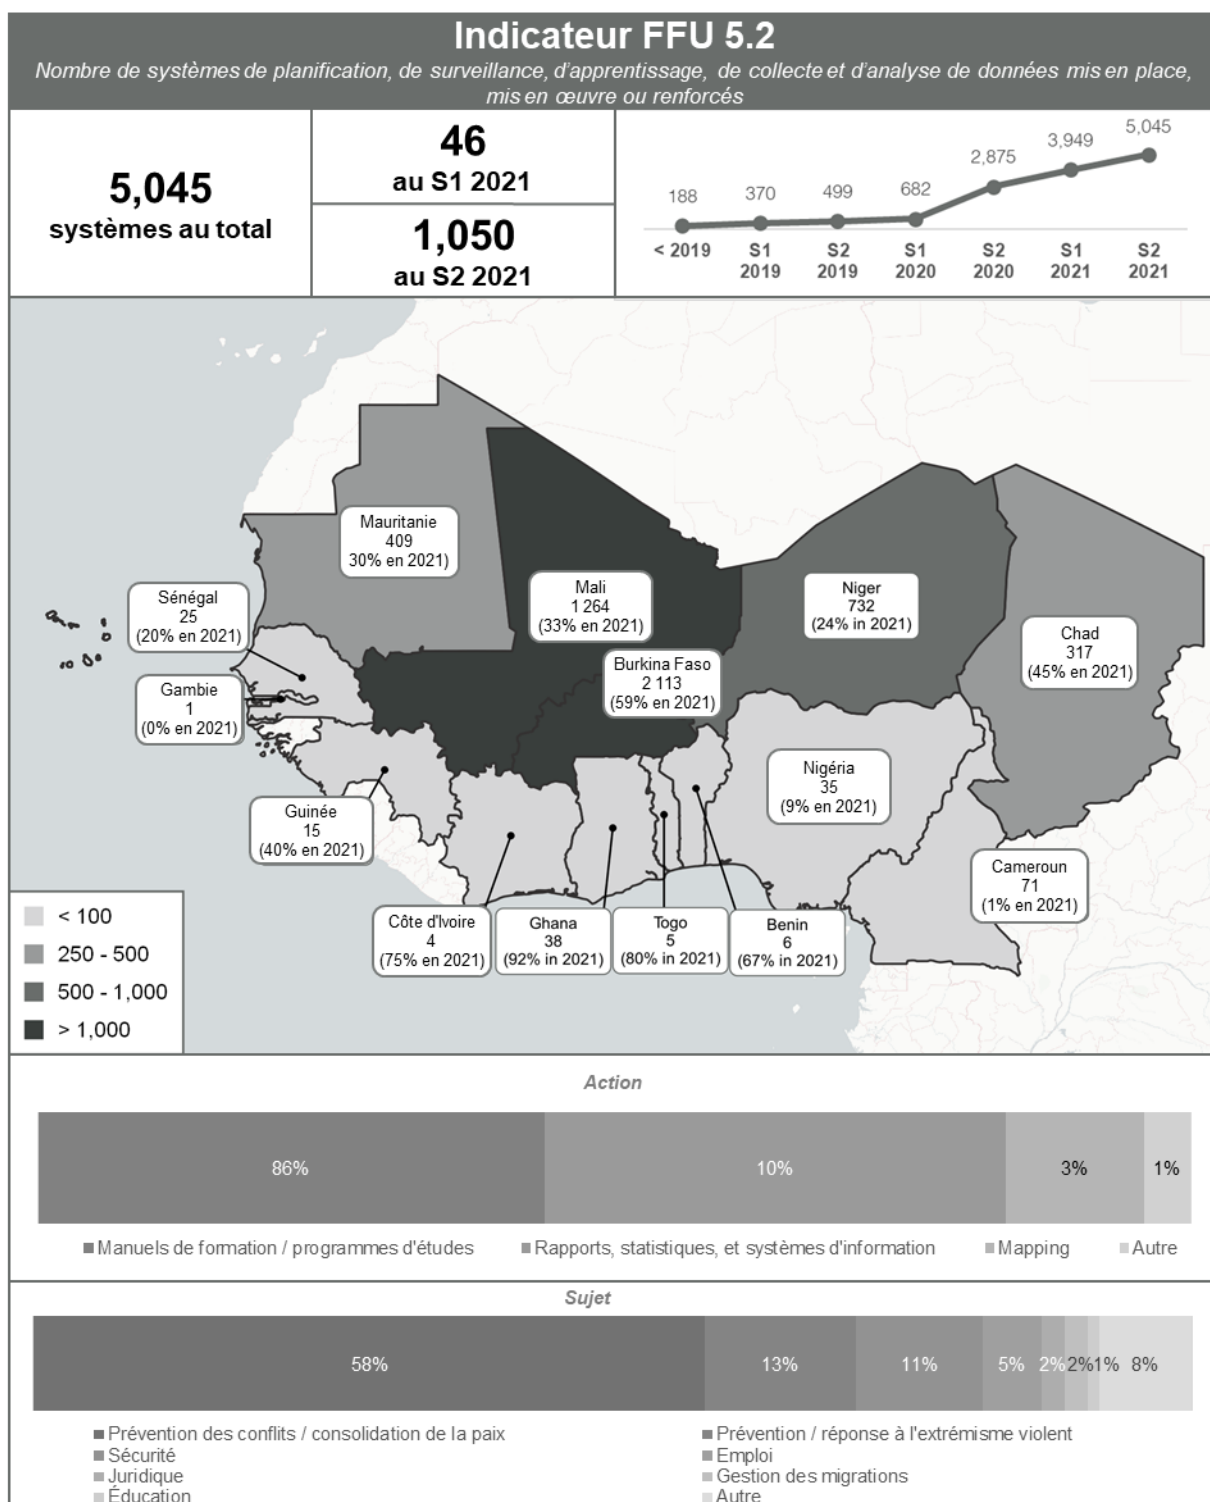 Indicateur FFU 5.2
Nombre de systèmes de planification, de surveillance, d'apprentissage, de collecte et d'analyse de données mis en place,
mis en œuvre ou renforcés
5,045
systèmes au total
46
au S1 2021
1,050
au S2 2021
188
370
499
682
2,875
3,949
5,045
< 2019
S1
2019
S2
2019
S1
2020
S2
2020
S1
2021
S2
2021
Mauritanie
409
30% en 2021)
Mali
1 264
(33% en 2021)
Niger
732
(24% in 2021)
Chad
317
(45% en 2021)
Sénégal
25
(20% en 2021)
Gambie
1
(0% en 2021)
Burkina Faso
2 113
(59% en 2021)
Nigéria
35
(9% en 2021)
Guinée
15
(40% en 2021)
Cameroun
71
(1% en 2021)
Côte d'Ivoire
4
(75% en 2021)
Ghana
38
(92% in 2021)
Togo
5
(80% in 2021)
Benin
6
(67% in 2021)
< 100
250 - 500
500 - 1,000
> 1,000
Action
86%
10%
3%
1%
Manuels de formation / programmes d'études
Rapports, statistiques, et systèmes d'information
Mapping
Autre
Sujet
58%
13%
11%
5%
2%
2%
1%
8%
Prévention des conflits / consolidation de la paix
Prévention / réponse à l'extrémisme violent
Sécurité
Emploi
Juridique
Gestion des migrations
Éducation
Autre